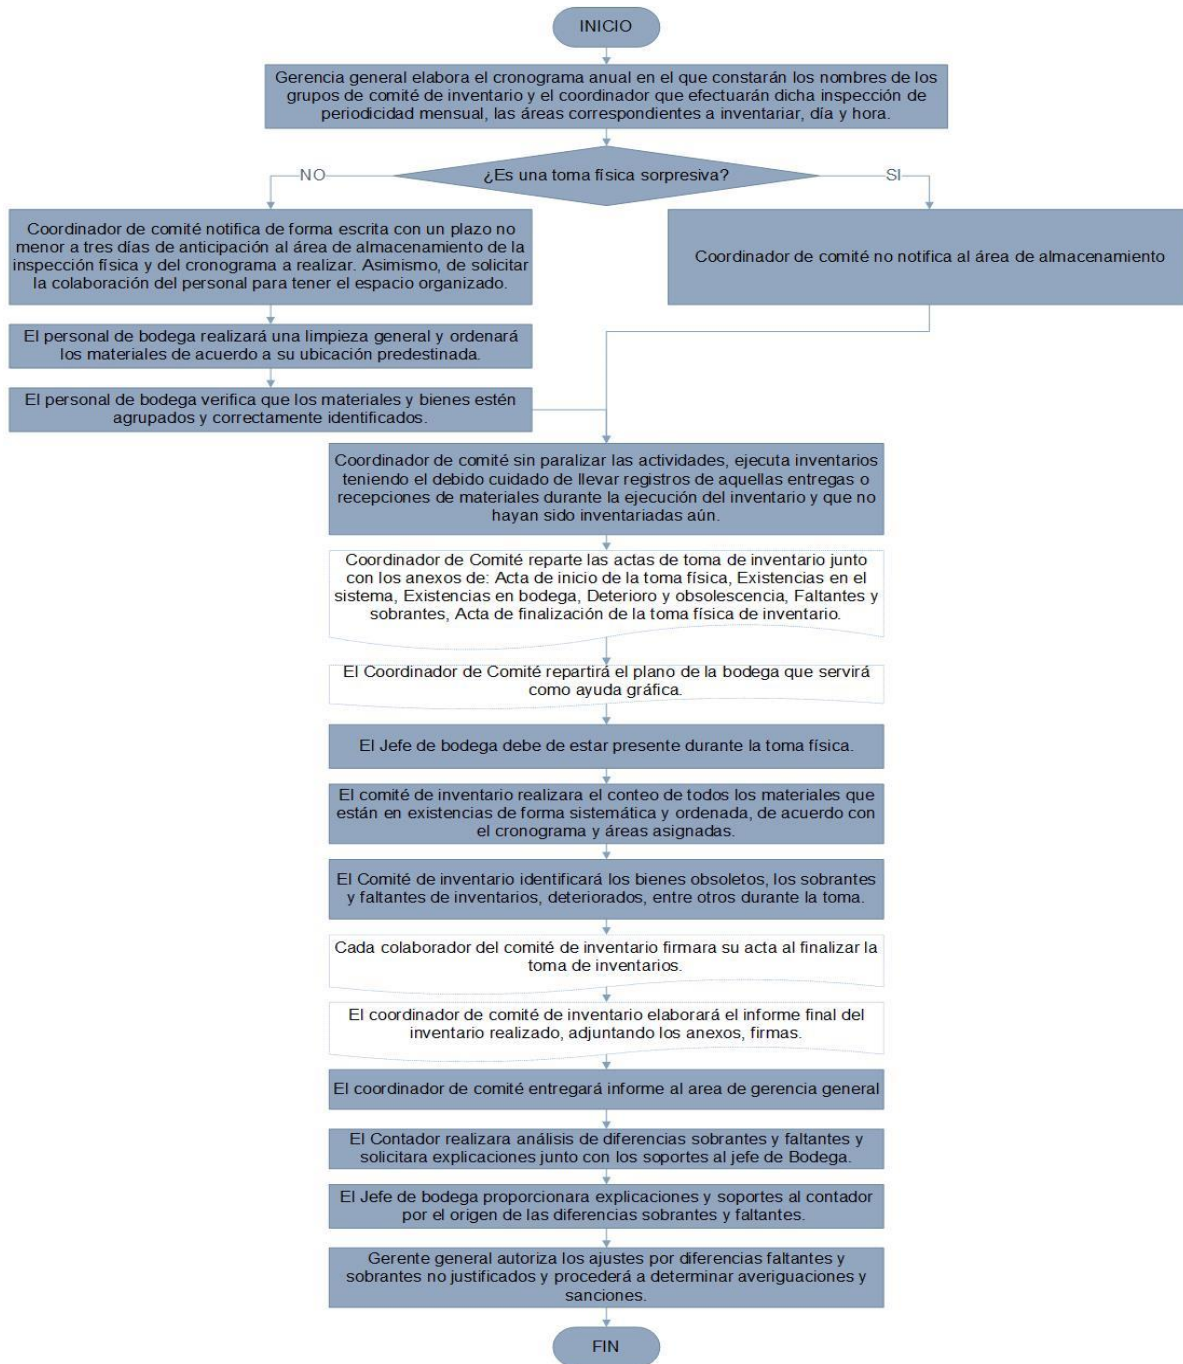 INICIO
Gerencia general elabora el cronograma anual en el que constarán los nombres de los
grupos de comité de inventario y el coordinador que efectuarán dicha inspección de
periodicidad mensual, las áreas correspondientes a inventariar, día y hora.
¿Es una toma física sorpresiva?
NO
SI
Coordinador de comité notifica de forma escrita con un plazo no
menor a tres días de anticipación al área de almacenamiento de la
inspección física y del cronograma a realizar. Asimismo, de solicitar
la colaboración del personal para tener el espacio organizado.
Coordinador de comité no notifica al área de almacenamiento
El personal de bodega realizará una limpieza general y ordenará
los materiales de acuerdo a su ubicación predestinada.
El personal de bodega verifica que los materiales y bienes estén
agrupados y correctamente identificados.
Coordinador de comité sin paralizar las actividades, ejecuta inventarios
teniendo el debido cuidado de llevar registros de aquellas entregas o
recepciones de materiales durante la ejecución del inventario y que no
hayan sido inventariadas aún.
Coordinador de Comité reparte las actas de toma de inventario junto
con los anexos de: Acta de inicio de la toma física, Existencias en el
sistema, Existencias en bodega, Deterioro y obsolescencia, Faltantes y
sobrantes, Acta de finalización de la toma física de inventario.
El Coordinador de Comité repartirá el plano de la bodega que servirá
como ayuda gráfica.
El Jefe de bodega debe de estar presente durante la toma física.
El comité de inventario realizara el conteo de todos los materiales que
están en existencias de forma sistemática y ordenada, de acuerdo con
el cronograma y áreas asignadas.
El Comité de inventario identificará los bienes obsoletos, los sobrantes
y faltantes de inventarios, deteriorados, entre otros durante la toma.
Cada colaborador del comité de inventario firmara su acta al finalizar la
toma de inventarios.
El coordinador de comité de inventario elaborará el informe final del
inventario realizado, adjuntando los anexos, firmas.
El coordinador de comité entregará informe al area de gerencia general
El Contador realizara análisis de diferencias sobrantes y faltantes y
solicitara explicaciones junto con los soportes al jefe de Bodega.
El Jefe de bodega proporcionara explicaciones y soportes al contador
por el origen de las diferencias sobrantes y faltantes.
Gerente general autoriza los ajustes por diferencias faltantes y
sobrantes no justificados y procederá a determinar averiguaciones y
sanciones.
FIN